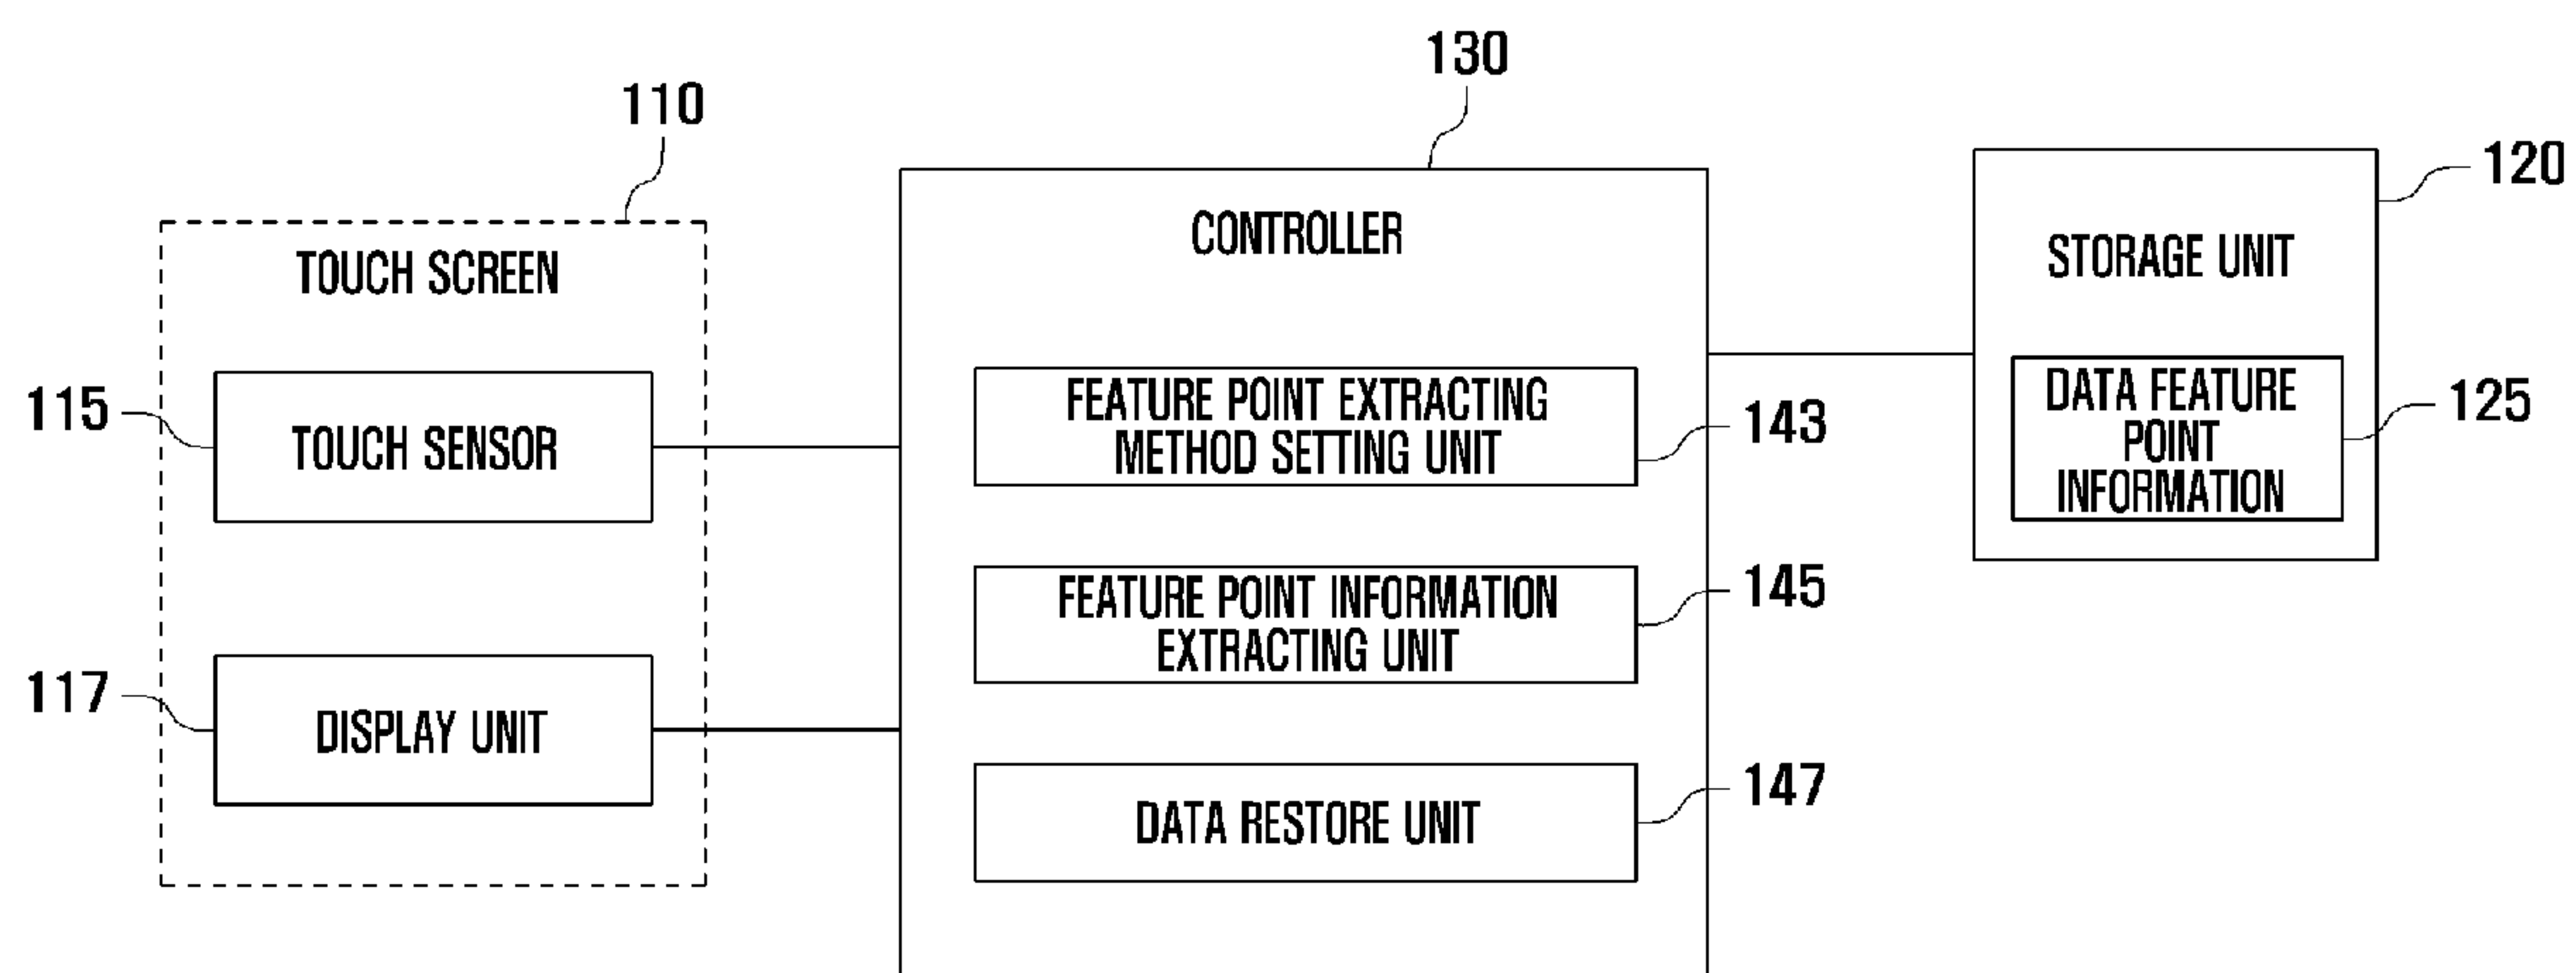 130
110
120
CONTROLLER
STORAGE UNIT
TOUCH SCREEN
115
TOUCH SENSOR
FEATURE POINT EXTRACTING
METHOD SETTING UNIT
143
DATA FEATURE
POINT
INFORMATION
125
FEATURE POINT INFORMATION
EXTRACTING UNIT
145
117
DISPLAY UNIT
DATA RESTORE UNIT
147